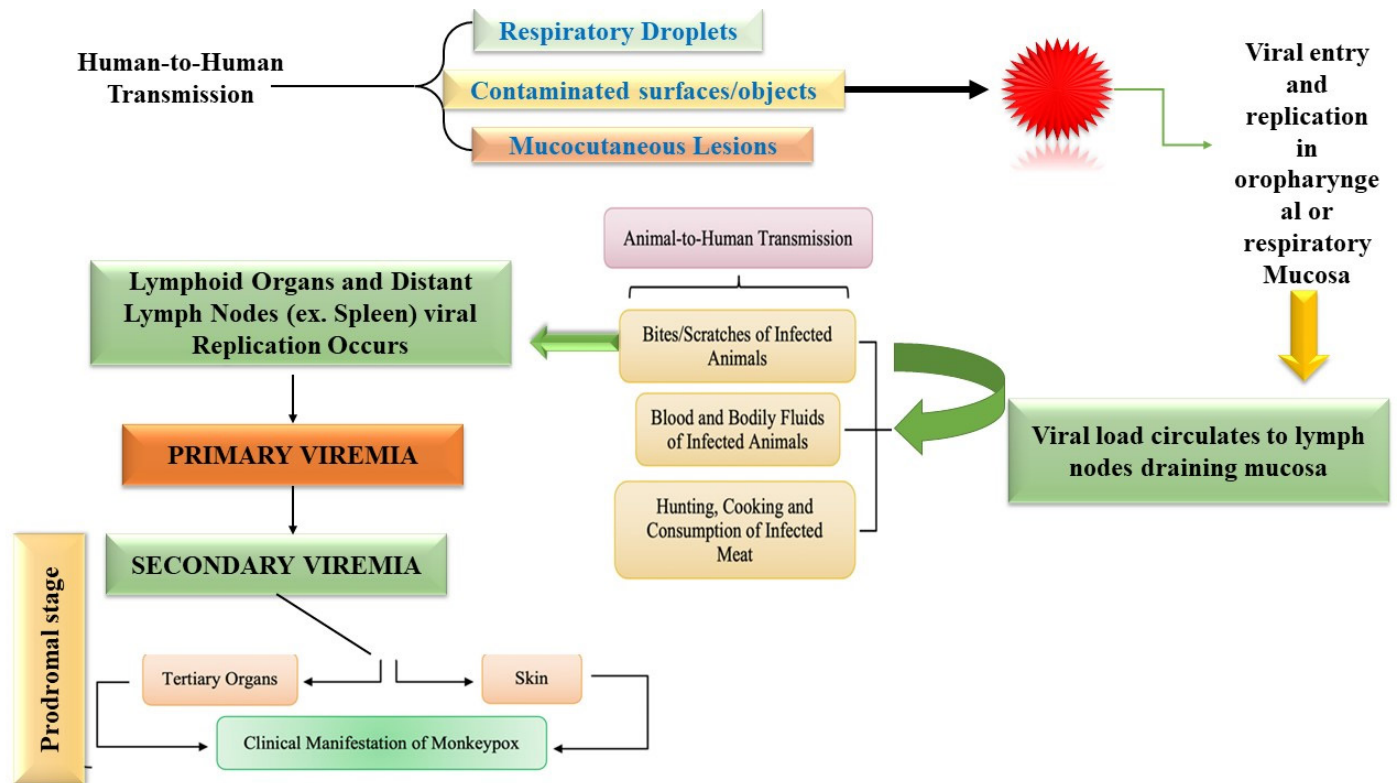 Human-to-Human
Transmission
Respiratory Droplets
Contaminated surfaces/objects
Mucocutaneous Lesions
Viral entry
and
replication
in
oropharynge
al or
respiratory
Mucosa
Animal-to-Human Transmission
Bites/Scratches of Infected
Animals
Blood and Bodily Fluids
of Infected Animals
Hunting, Cooking and
Consumption of Infected
Meat
Viral load circulates to lymph
nodes draining mucosa
Lymphoid Organs and Distant
Lymph Nodes (ex. Spleen) viral
Replication Occurs
PRIMARY VIREMIA
SECONDARY VIREMIA
Prodromal stage
Tertiary Organs
Skin
Clinical Manifestation of Monkeypox